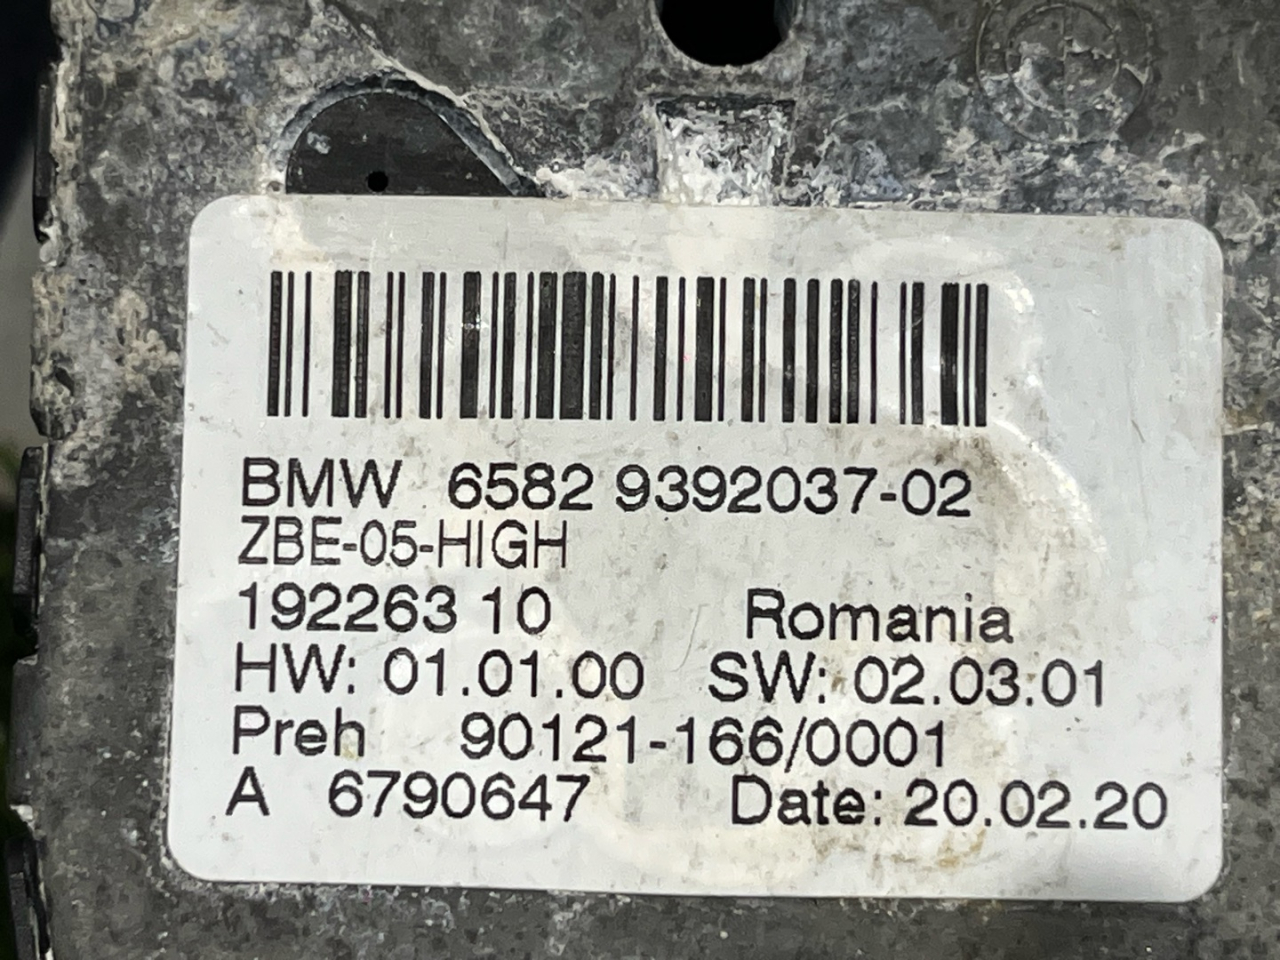 BMW 6582 9392037-02
ZBE-05-HIGH
192263 10 Romania
HW: 01.01.00 SW: 02.03.01
Preh 90121-166/0001
A 6790647 Date: 20.02.20